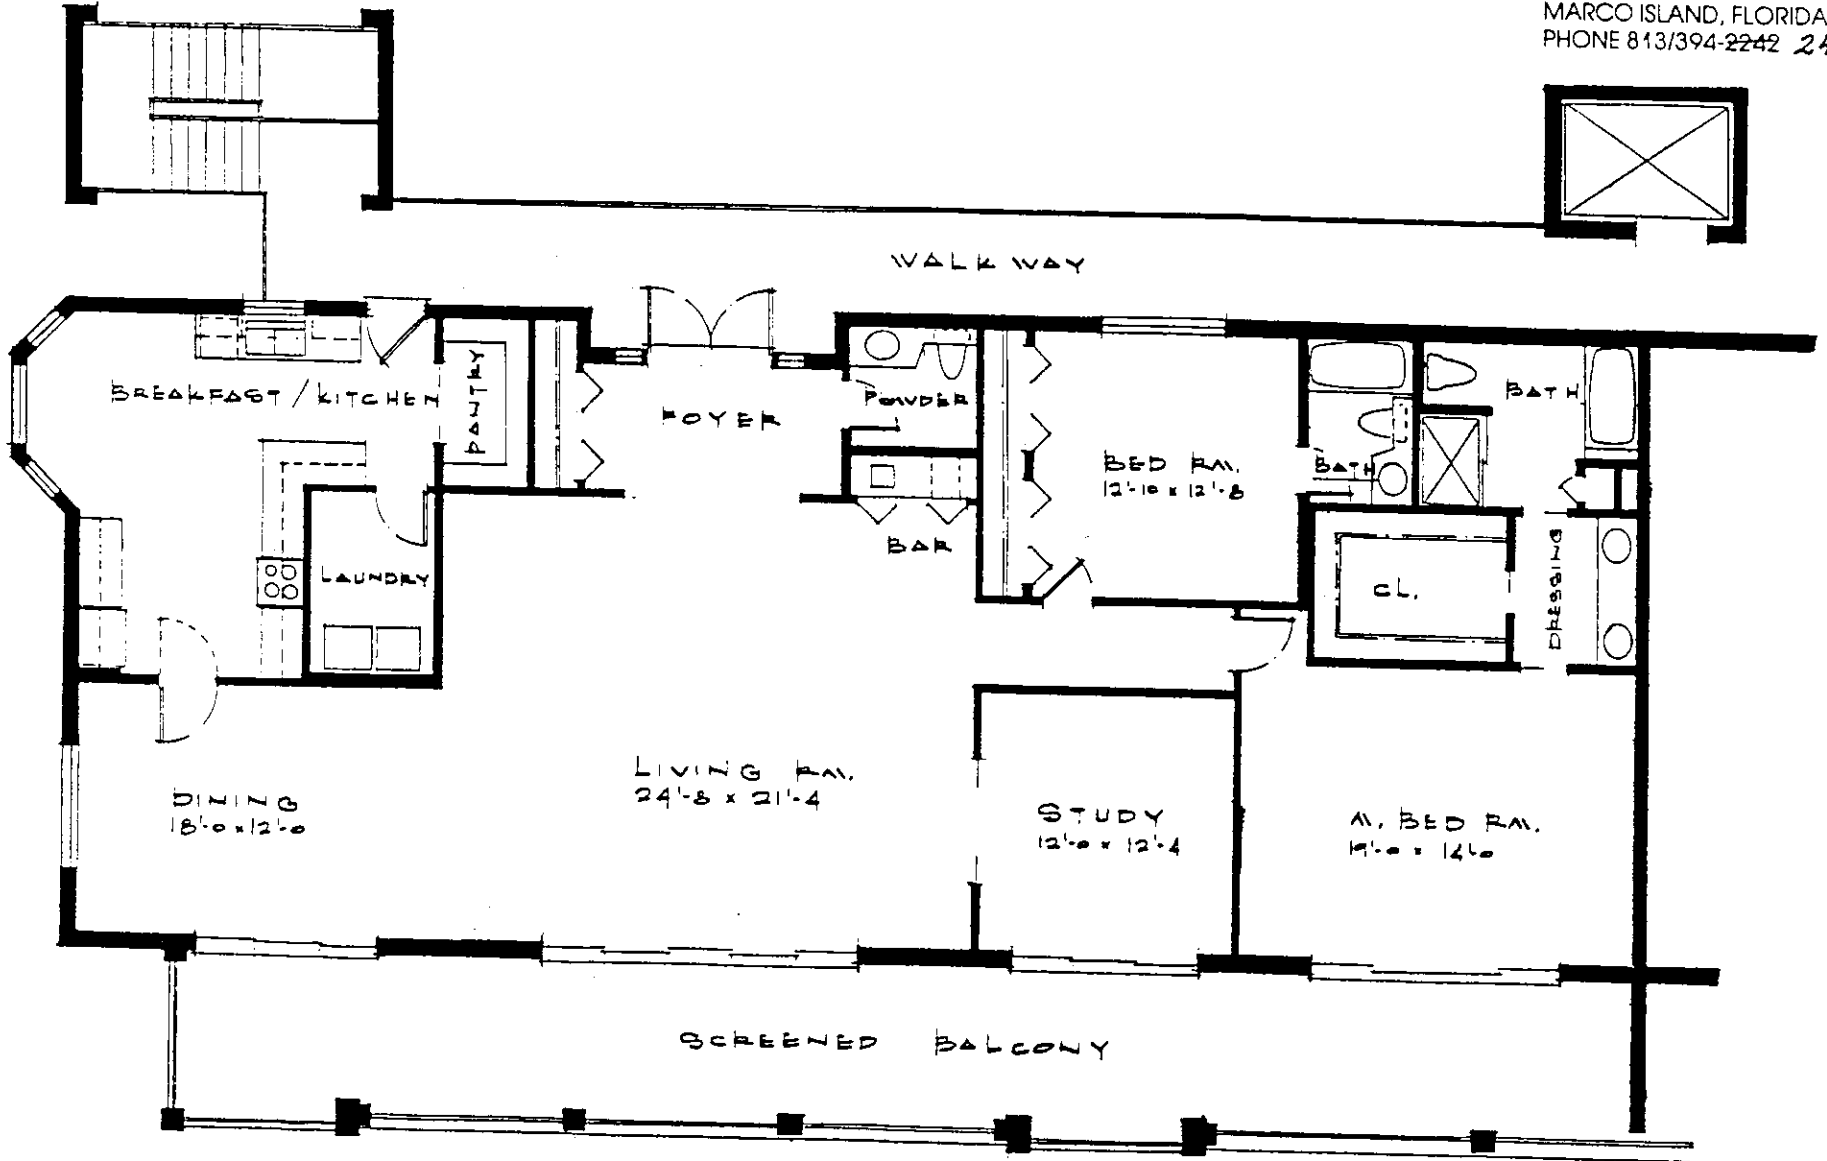 MARCO ISLAND, FLORIDA
PHONE 813/394-2242
WALKWAY
BREAKFAST / KITCHEN
PANTRY
FOYER
POWDER
BATH
BED RM.
12'-10 x 12'-8
BATH
BAR
LAUNDRY
CL.
DRESSING
LIVING RM.
24'-8 x 21'-4
DINING
18'-0 x 12'-0
STUDY
12'-0 x 12'-4
M. BED RM.
SCREENED BALCONY